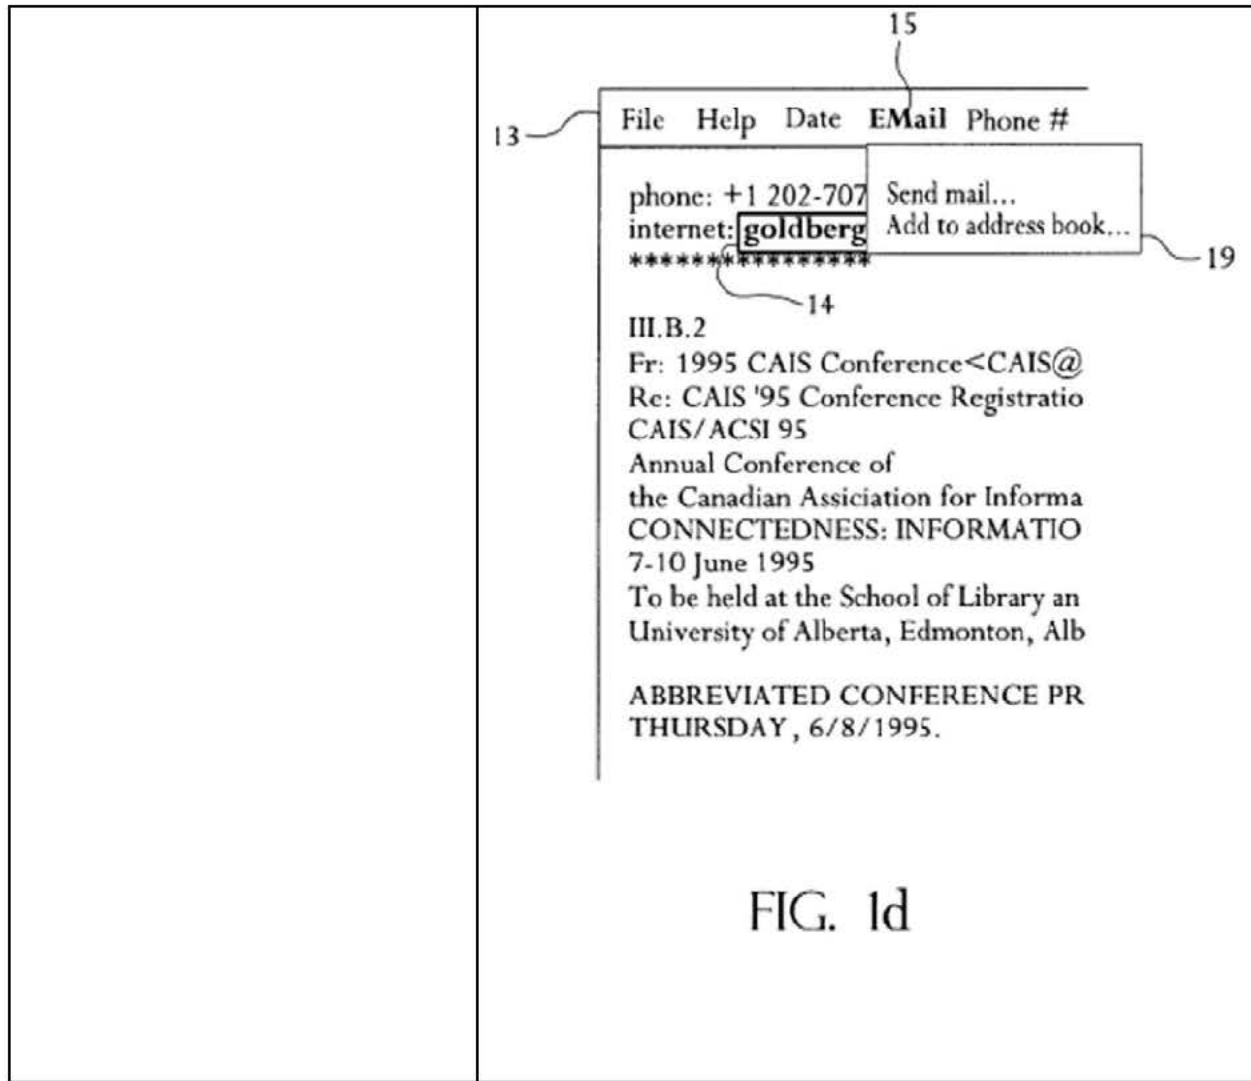 15
13
File Help Date EMail Phone #
phone: +1 202-707
Send mail...
internet: goldberg
Add to address book...
19
****************
14
III.B.2
Fr: 1995 CAIS Conference<CAIS@
Re: CAIS '95 Conference Registratio
CAIS/ACSI 95
Annual Conference of
the Canadian Assiciation for Informa
CONNECTEDNESS: INFORMATIO
7-10 June 1995
To be held at the School of Library an
University of Alberta, Edmonton, Alb
ABBREVIATED CONFERENCE PR
THURSDAY, 6/8/1995.
FIG. 1d